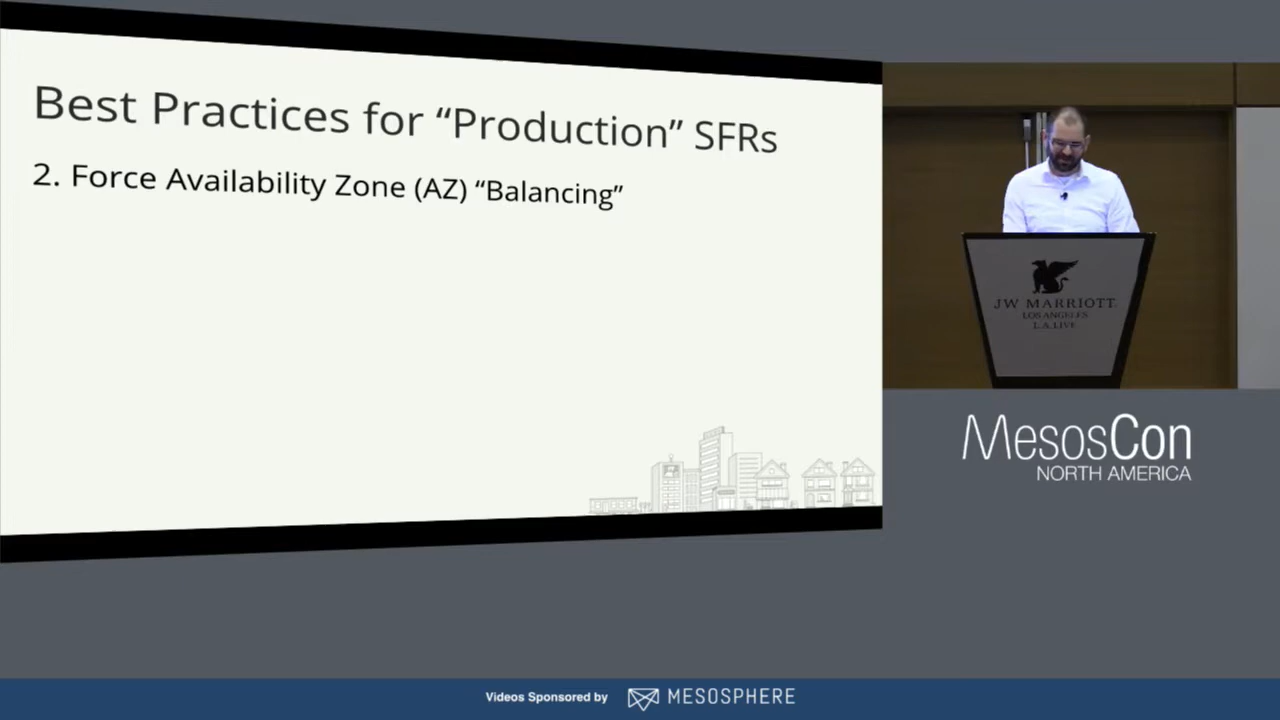 Best Practices for “Production” SFRs
2. Force Availability Zone (AZ) “Balancing”
JW MARRIOTT
LOS ANGELES
L.A. LIVE
MesosCon
NORTH AMERICA
Videos Sponsored by MESOSPHERE